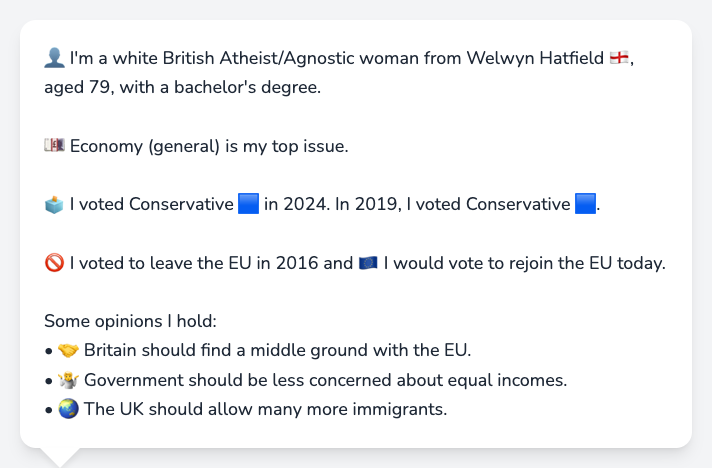 👤 I'm a white British Atheist/Agnostic woman from Welwyn Hatfield 🏴󠁧󠁢󠁥󠁮󠁧󠁿,
aged 79, with a bachelor's degree.
💷 Economy (general) is my top issue.
🗳️ I voted Conservative 🟦 in 2024. In 2019, I voted Conservative 🟦.
🚫 I voted to leave the EU in 2016 and 🇪🇺 I would vote to rejoin the EU today.
Some opinions I hold:
• 🤝 Britain should find a middle ground with the EU.
• 🤷 Government should be less concerned about equal incomes.
• 🌏 The UK should allow many more immigrants.